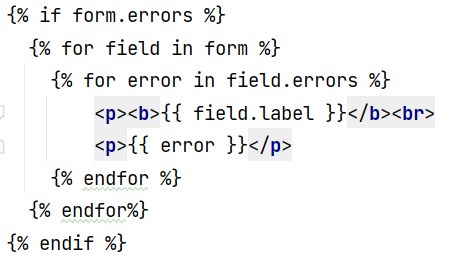 {% if form.errors %}
{% for field in form %}
{% for error in field.errors %}
<p><b>{{ field.label }}</b><br>
<p>{{ error }}</p>
{% endfor %}
{% endfor%}
{% endif %}